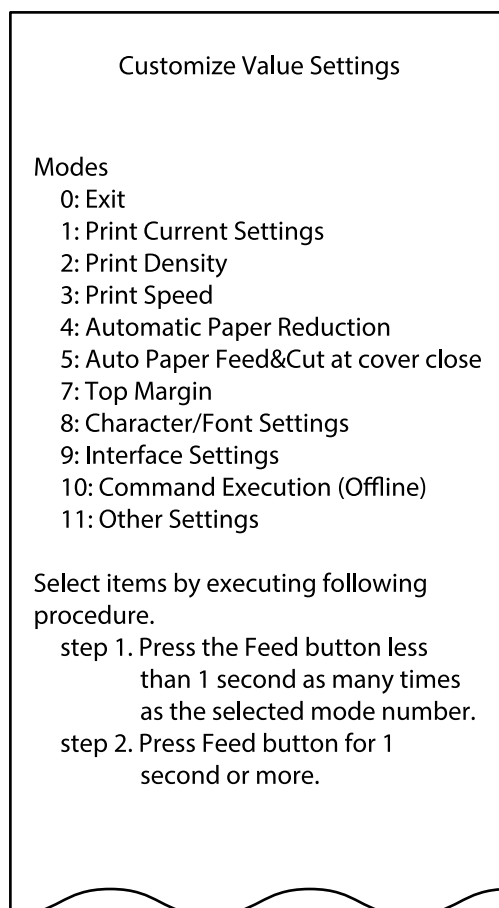 Customize Value Settings
Modes
0: Exit
1: Print Current Settings
2: Print Density
3: Print Speed
4: Automatic Paper Reduction
5: Auto Paper Feed&Cut at cover close
7: Top Margin
8: Character/Font Settings
9: Interface Settings
10: Command Execution (Offline)
11: Other Settings
Select items by executing following
procedure.
step 1. Press the Feed button less
than 1 second as many times
as the selected mode number.
step 2. Press Feed button for 1
second or more.